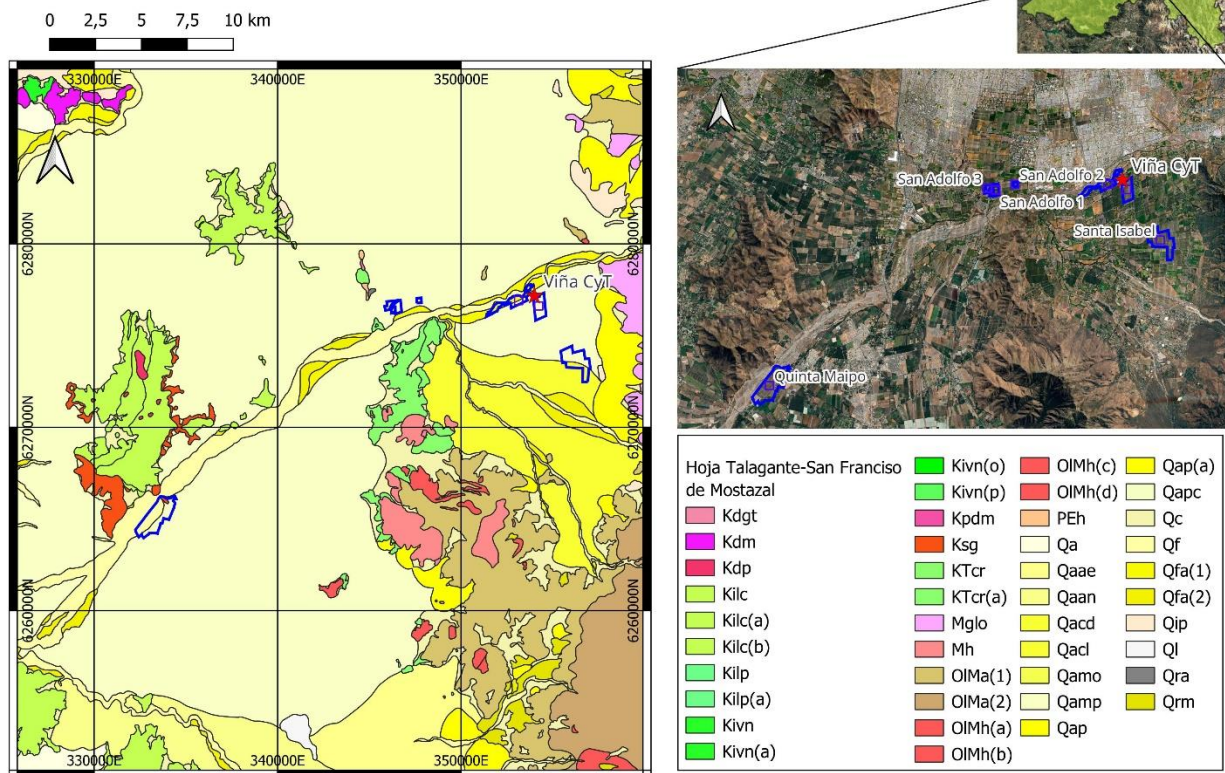 0 2,5 5 7,5 10 km
330000E 340000E 350000E
6280000N 6280000N
Viña CyT
6270000N 6270000N
6260000N 6260000N
330000E 340000E 350000E
San Adolfo 3 San Adolfo 2 Viña CyT
San Adolfo 1
Santa Isabel
Quinta Maipo
Hoja Talagante-San Franciso
de Mostazal
Kdgt
Kdm
Kdp
Kilc
Kilc(a)
Kilc(b)
Kilp
Kilp(a)
Kivn
Kivn(a)
Kivn(o)
Kivn(p)
Kpdm
Ksg
KTcr
KTcr(a)
Mglo
Mh
OlMa(1)
OlMa(2)
OlMh(a)
OlMh(b)
OlMh(c)
OlMh(d)
PEh
Qa
Qaae
Qaan
Qacd
Qacl
Qamo
Qamp
Qap
Qap(a)
Qapc
Qc
Qf
Qfa(1)
Qfa(2)
Qip
Ql
Qra
Qrm